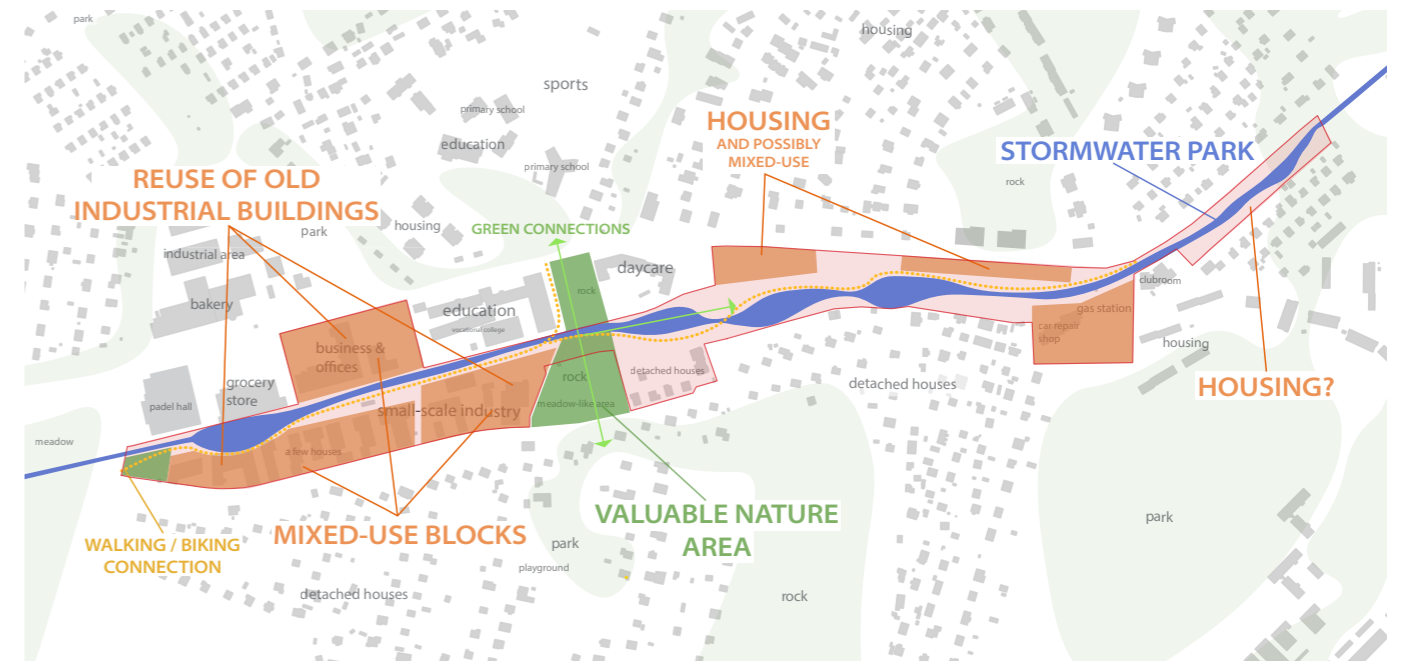 park
housing
sports
primary school
education
primary school
HOUSING
AND POSSIBLY
MIXED-USE
STORMWATER PARK
rock
REUSE OF OLD
INDUSTRIAL BUILDINGS
park
housing
GREEN CONNECTIONS
industrial area
bakery
daycare
rock
education
vocational college
clubroom
gas station
car repair
shop
housing
business &
offices
grocery
store
padel hall
rock
detached houses
detached houses
HOUSING?
small-scale industry
meadow-like area
meadow
a few houses
WALKING / BIKING
CONNECTION
MIXED-USE BLOCKS
VALUABLE NATURE
AREA
park
park
playground
detached houses
rock